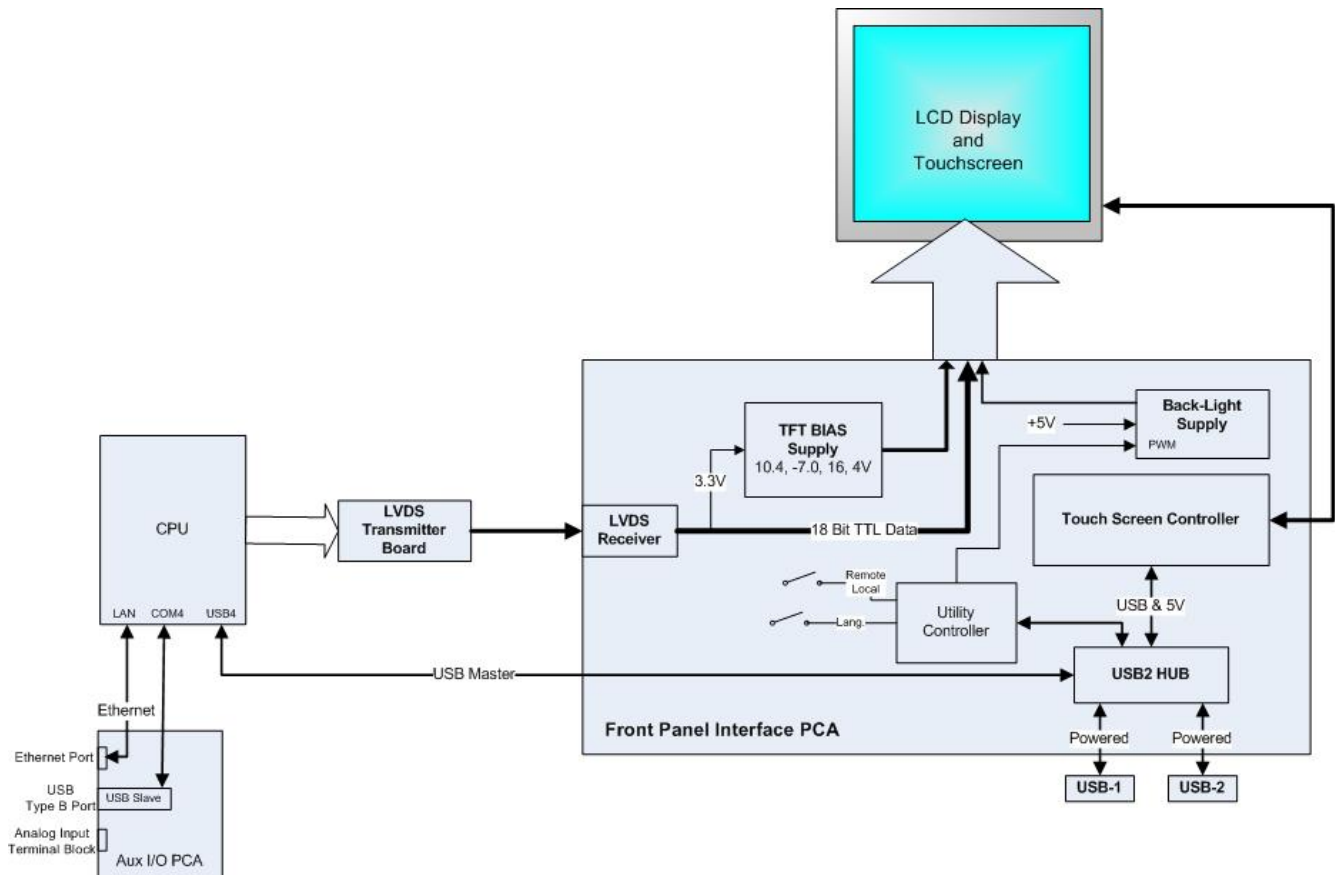 LCD Display
and
Touchscreen
Back-Light
Supply
+5V
PWM
TFT BIAS
Supply
10.4, -7.0, 16, 4V
3.3V
CPU
LVDS
Transmitter
Board
LVDS
Receiver
18 Bit TTL Data
Touch Screen Controller
Remote
Local
Lang.
Utility
Controller
USB & 5V
LAN
COM4
USB4
USB Master
USB2 HUB
Ethernet
Front Panel Interface PCA
Powered
Powered
Ethernet Port
USB
Type B Port
USB Slave
USB-1
USB-2
Analog Input
Terminal Block
Aux I/O PCA